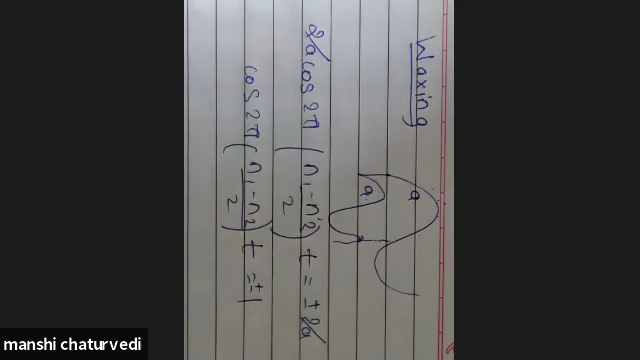 Waxing
a
a
2a cos 2π (n₁-n₂/2) t = ± 2a
cos 2π (n₁-n₂/2) t = ±1
manshi chaturvedi